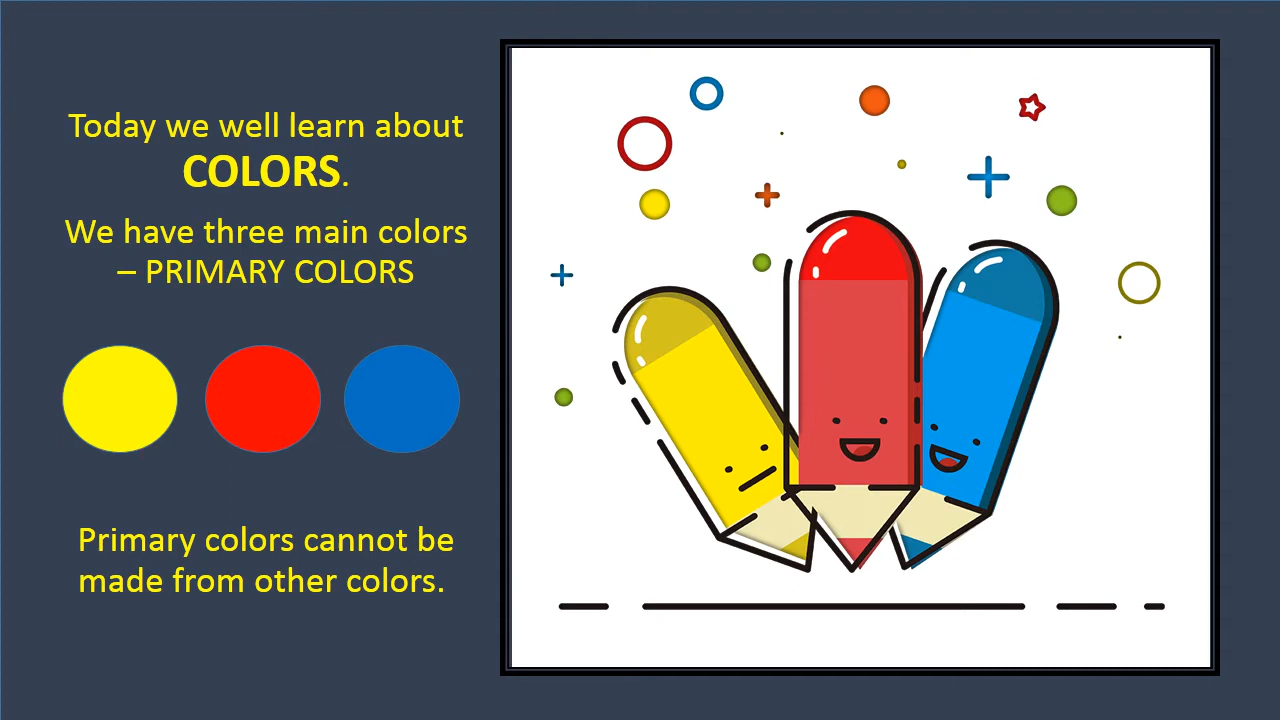 Today we well learn about
COLORS.
We have three main colors
– PRIMARY COLORS
Primary colors cannot be
made from other colors.